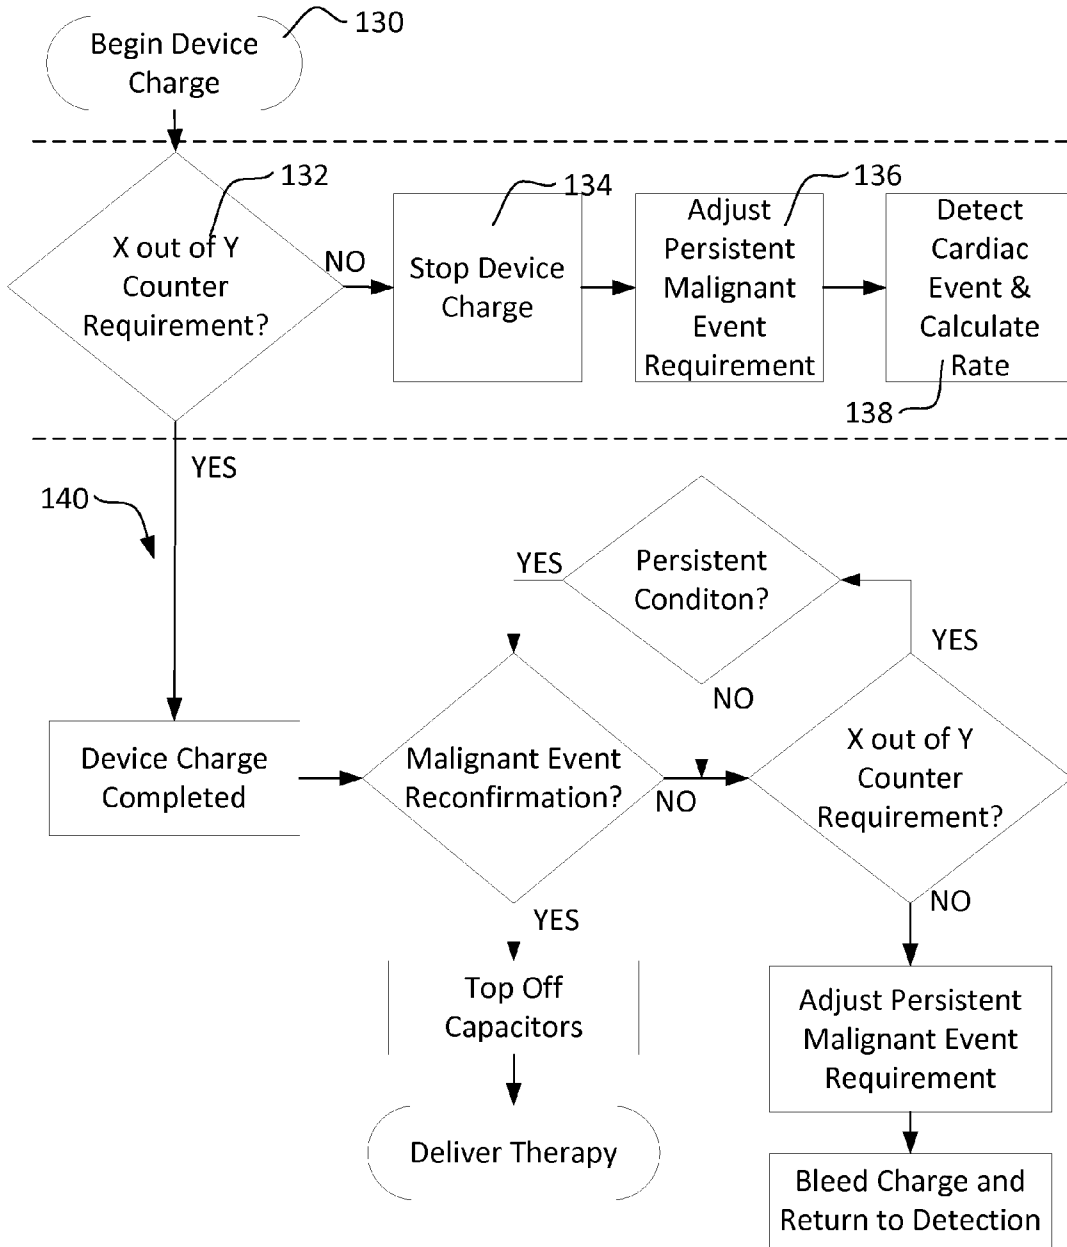 Begin Device
Charge
130
X out of Y
Counter
Requirement?
132
NO
Stop Device
Charge
134
Adjust
Persistent
Malignant
Event
Requirement
136
Detect
Cardiac
Event &
Calculate
Rate
138
YES
140
Device Charge
Completed
Malignant Event
Reconfirmation?
NO
YES
Persistent
Conditon?
YES
NO
X out of Y
Counter
Requirement?
YES
NO
Top Off
Capacitors
Deliver Therapy
Adjust Persistent
Malignant Event
Requirement
Bleed Charge and
Return to Detection